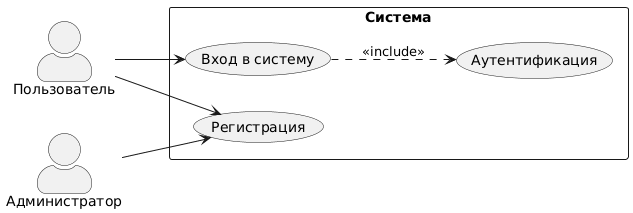 Система
Вход в систему
«include»
Аутентификация
Пользователь
Регистрация
Администратор